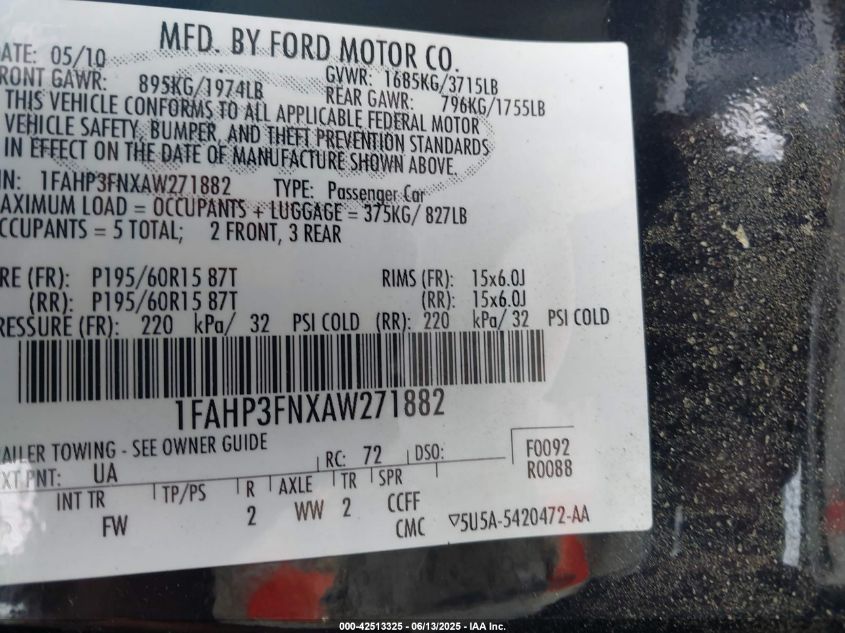 MFD. BY FORD MOTOR CO.
DATE: 05/10
FRONT GAWR: 895KG/1974LB
GVWR: 1685KG/3715LB
REAR GAWR: 796KG/1755LB
THIS VEHICLE CONFORMS TO ALL APPLICABLE FEDERAL MOTOR
VEHICLE SAFETY, BUMPER, AND THEFT PREVENTION STANDARDS
IN EFFECT ON THE DATE OF MANUFACTURE SHOWN ABOVE.
IN: 1FAHP3FNXAW271882 TYPE: Passenger Car
AXIMUM LOAD = OCCUPANTS + LUGGAGE = 375KG/ 827LB
CCUPANTS = 5 TOTAL; 2 FRONT, 3 REAR
RE (FR): P195/60R15 87T RIMS (FR): 15x6.0J
(RR): P195/60R15 87T (RR): 15x6.0J
RESSURE (FR): 220 kPa/ 32 PSI COLD (RR): 220 kPa/ 32 PSI COLD
1FAHP3FNXAW271882
AILER TOWING - SEE OWNER GUIDE
XT PNT: UA RC: 72 DSO: F0092
R0088
INT TR TP/PS R AXLE TR SPR
FW 2 WW 2 CCFF
CMC ▽5U5A-5420472-AA
000-42513325 - 06/13/2025 - IAA Inc.